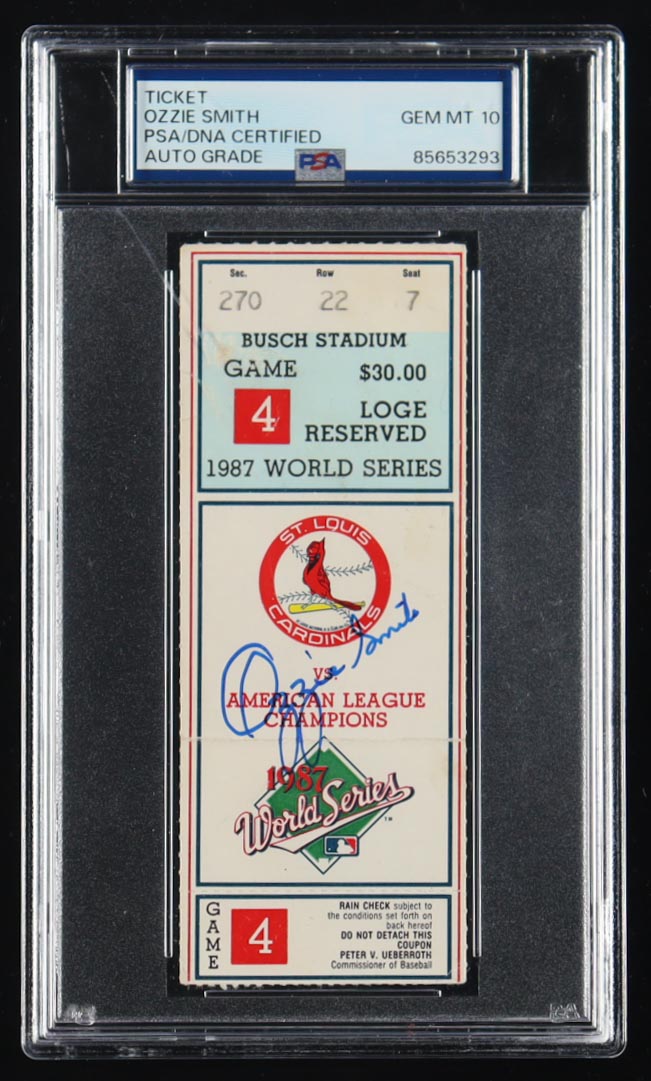 TICKET
OZZIE SMITH GEM MT 10
PSA/DNA CERTIFIED
AUTO GRADE PSA 85653293
Sec. Row Seat
270 22 7
BUSCH STADIUM
GAME $30.00
4 LOGE
RESERVED
1987 WORLD SERIES
ST. LOUIS
CARDINALS
Ozzie Smith
VS.
AMERICAN LEAGUE
CHAMPIONS
1987
World Series
TM
GAME
4
RAIN CHECK subject to
the conditions set forth on
back hereof
DO NOT DETACH THIS
COUPON
PETER V. UEBERROTH
Commissioner of Baseball